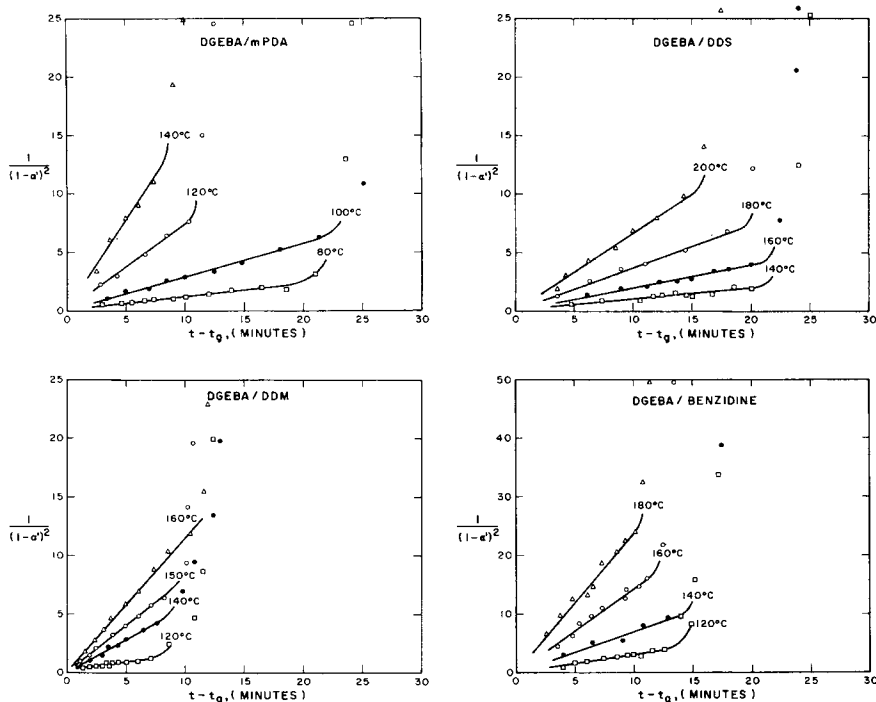 DGEBA/mPDA
25
20
15
10
5
0
1
(1-α')²
140°C
120°C
100°C
80°C
0 5 10 15 20 25 30
t-tg, (MINUTES)
DGEBA/DDS
25
20
15
10
5
0
200°C
180°C
160°C
140°C
0 5 10 15 20 25 30
t-tg, (MINUTES)
DGEBA/DDM
25
20
15
10
5
0
1
(1-α')²
160°C
150°C
140°C
120°C
0 5 10 15 20 25 30
t-tg, (MINUTES)
DGEBA/BENZIDINE
50
40
30
20
10
0
1
(1-α')²
180°C
160°C
140°C
120°C
0 5 10 15 20 25 30
t-tg, (MINUTES)